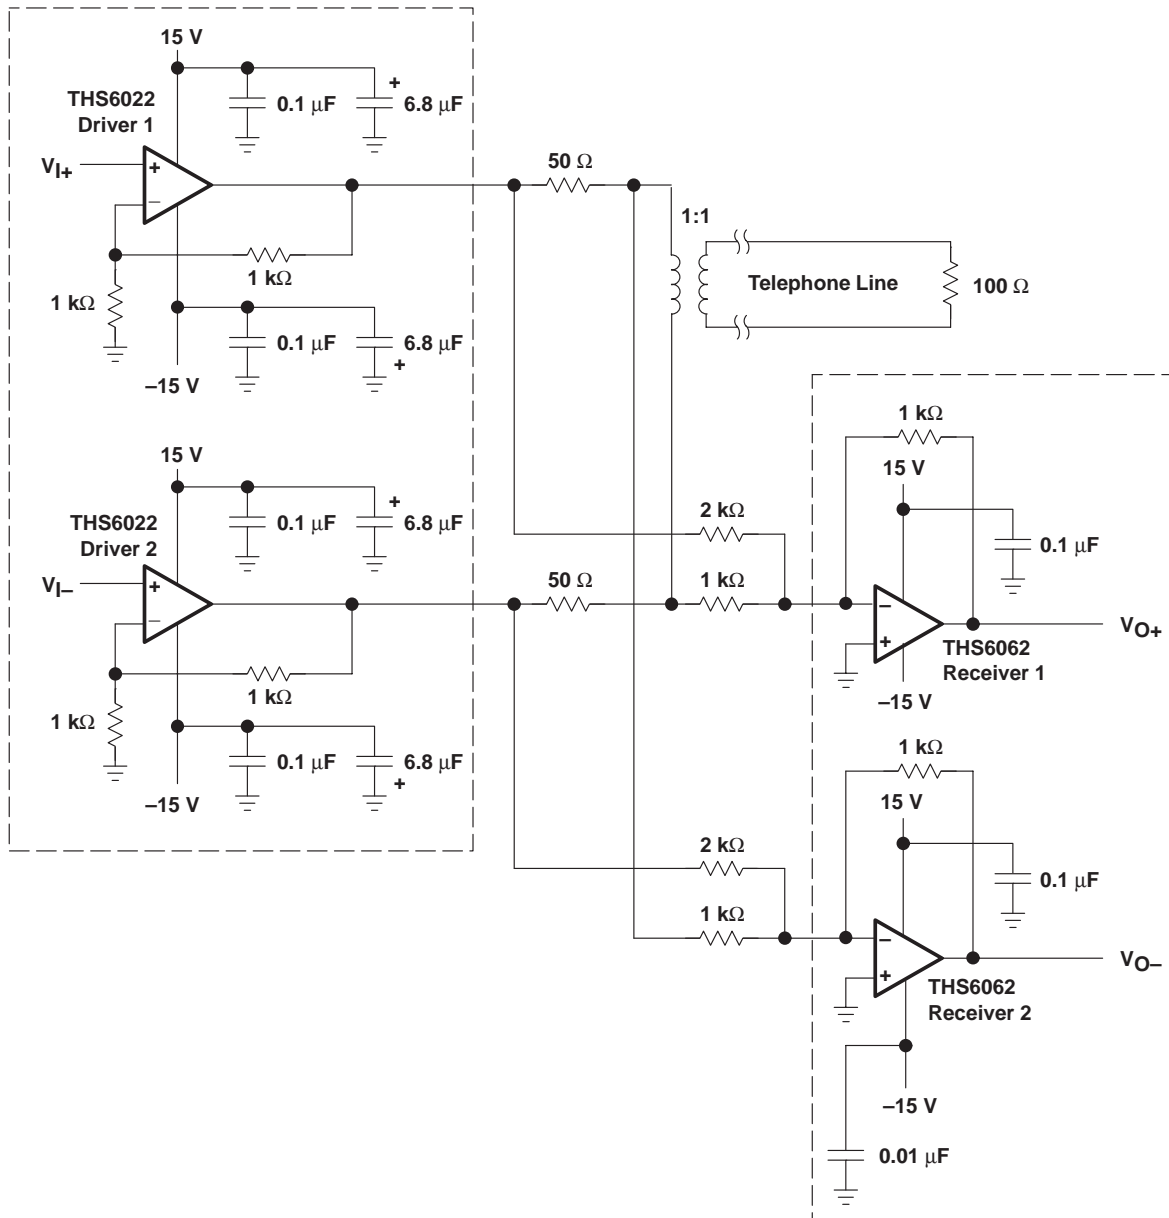 15 V
THS6022
Driver 1
0.1 μF
6.8 μF
+
VI+
+
−
1 kΩ
1 kΩ
0.1 μF
6.8 μF
+
–15 V
50 Ω
1:1
Telephone Line
100 Ω
15 V
THS6022
Driver 2
0.1 μF
6.8 μF
+
VI–
+
−
1 kΩ
1 kΩ
0.1 μF
6.8 μF
+
–15 V
50 Ω
2 kΩ
1 kΩ
1 kΩ
15 V
0.1 μF
−
+
THS6062
Receiver 1
–15 V
VO+
2 kΩ
1 kΩ
1 kΩ
15 V
0.1 μF
−
+
THS6062
Receiver 2
VO–
–15 V
0.01 μF